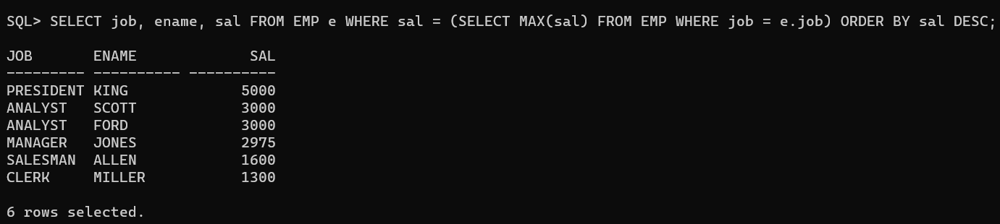 SQL> SELECT job, ename, sal FROM EMP e WHERE sal = (SELECT MAX(sal) FROM EMP WHERE job = e.job) ORDER BY sal DESC;
JOB       ENAME             SAL
--------- ---------- ----------
PRESIDENT KING             5000
ANALYST   SCOTT            3000
ANALYST   FORD             3000
MANAGER   JONES            2975
SALESMAN  ALLEN            1600
CLERK     MILLER           1300
6 rows selected.